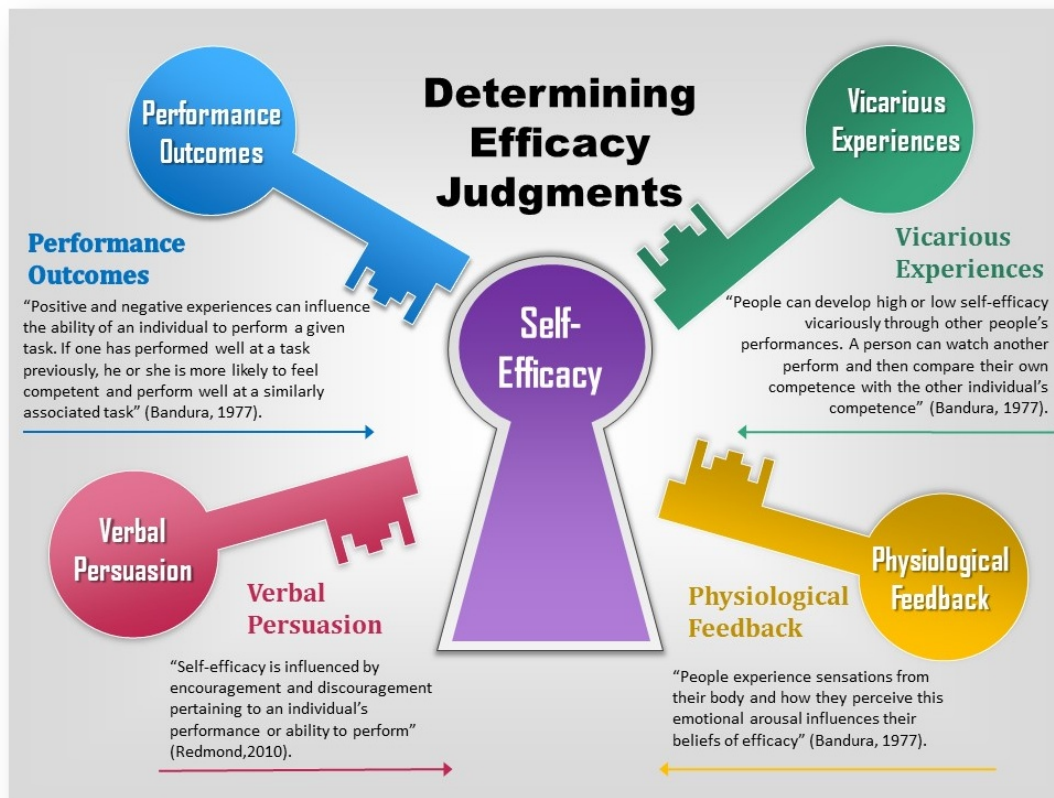 Determining
Efficacy
Judgments
Performance
Outcomes
Performance
Outcomes
“Positive and negative experiences can influence
the ability of an individual to perform a given
task. If one has performed well at a task
previously, he or she is more likely to feel
competent and perform well at a similarly
associated task” (Bandura, 1977).
Vicarious
Experiences
Vicarious
Experiences
“People can develop high or low self-efficacy
vicariously through other people’s
performances. A person can watch another
perform and then compare their own
competence with the other individual’s
competence” (Bandura, 1977).
Self-
Efficacy
Verbal
Persuasion
Verbal
Persuasion
“Self-efficacy is influenced by
encouragement and discouragement
pertaining to an individual’s
performance or ability to perform”
(Redmond,2010).
Physiological
Feedback
Physiological
Feedback
“People experience sensations from
their body and how they perceive this
emotional arousal influences their
beliefs of efficacy” (Bandura, 1977).